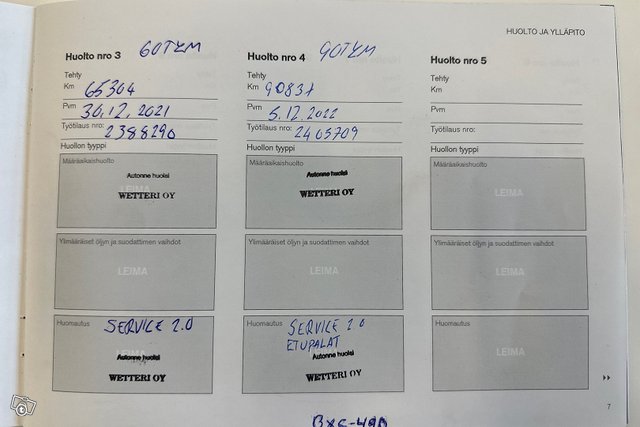 HUOLTO JA YLLÄPITO
Huolto nro 3 60TKM
Tehty
Km 65304
Pvm 30.12.2021
Työtilaus nro: 2388290
Huollon tyyppi
Määräaikaishuolto
Autonne huolsi
WETTERI OY
Ylimääräiset öljyn ja suodattimen vaihdot
LEIMA
Huomautus SERVICE 2.0
Autonne huolsi
WETTERI OY
Huolto nro 4 90TKM
Tehty
Km 90837
Pvm 5.12.2022
Työtilaus nro: 2405709
Huollon tyyppi
Määräaikaishuolto
Autonne huolsi
WETTERI OY
Ylimääräiset öljyn ja suodattimen vaihdot
LEIMA
Huomautus SERVICE 2.0
ETUPALAT
Autonne huolsi
WETTERI OY
Huolto nro 5
Tehty
Km
Pvm
Työtilaus nro:
Huollon tyyppi
Määräaikaishuolto
LEIMA
Ylimääräiset öljyn ja suodattimen vaihdot
LEIMA
Huomautus
LEIMA
7